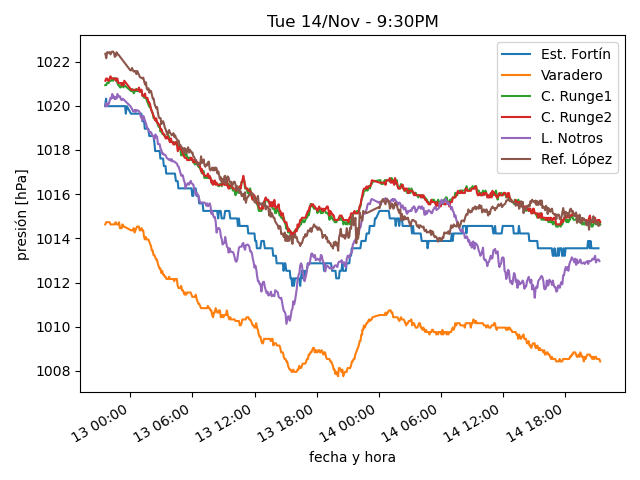 Tue 14/Nov - 9:30PM
presión [hPa]
1022
1020
1018
1016
1014
1012
1010
1008
Est. Fortín
Varadero
C. Runge1
C. Runge2
L. Notros
Ref. López
13 00:00
13 06:00
13 12:00
13 18:00
14 00:00
14 06:00
14 12:00
14 18:00
fecha y hora